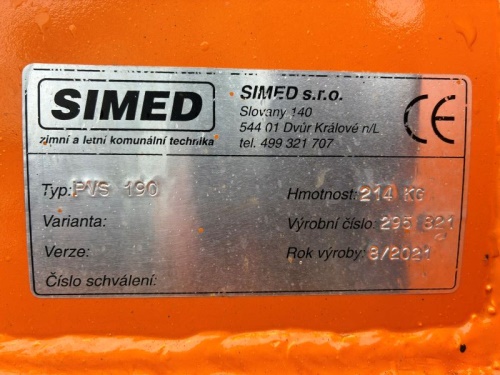 SIMED
zimní a letní komunální technika
SIMED s.r.o.
Slovany 140
544 01 Dvůr Králové n/L
tel. 499 321 707
CE
Typ: PVS 190
Varianta:
Verze:
Číslo schválení:
Hmotnost: 214 KG
Výrobní číslo: 295 821
Rok výroby: 8/2021